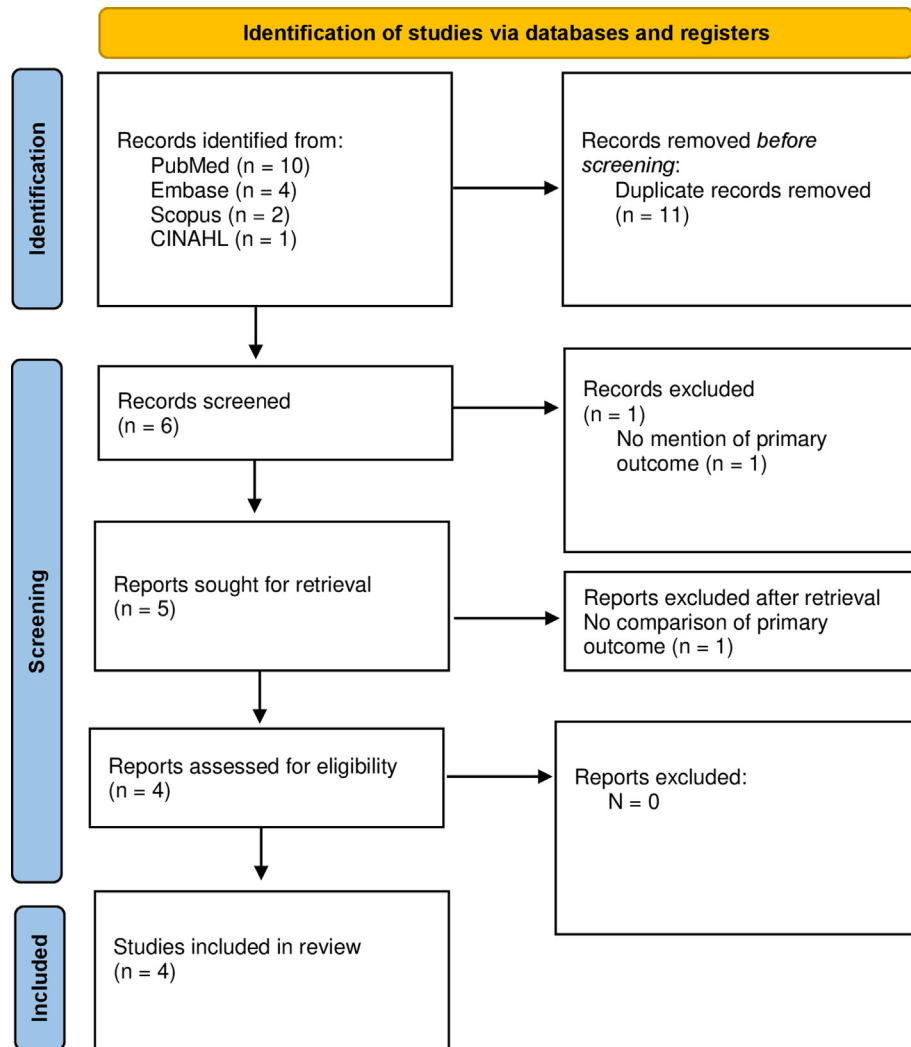 Identification of studies via databases and registers
Identification
Records identified from:
PubMed (n = 10)
Embase (n = 4)
Scopus (n = 2)
CINAHL (n = 1)
Records removed before
screening:
Duplicate records removed
(n = 11)
Screening
Records screened
(n = 6)
Records excluded
(n = 1)
No mention of primary
outcome (n = 1)
Reports sought for retrieval
(n = 5)
Reports excluded after retrieval
No comparison of primary
outcome (n = 1)
Reports assessed for eligibility
(n = 4)
Reports excluded:
N = 0
Included
Studies included in review
(n = 4)